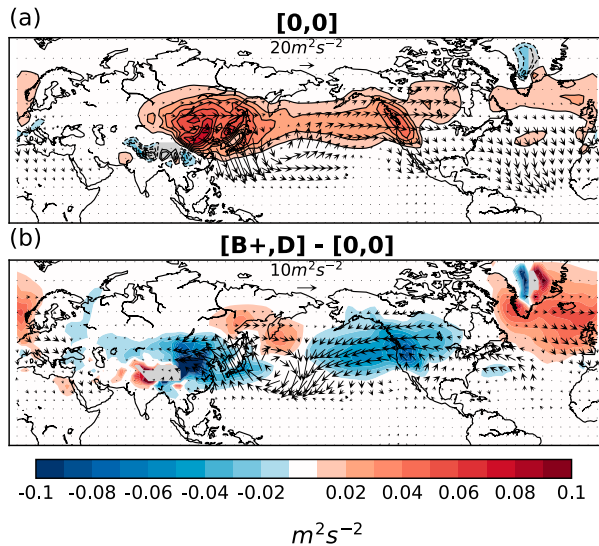 (a)
[0,0]
20m²s⁻²
(b)
[B+,D] - [0,0]
10m²s⁻²
-0.1 -0.08 -0.06 -0.04 -0.02 0.02 0.04 0.06 0.08 0.1
m²s⁻²